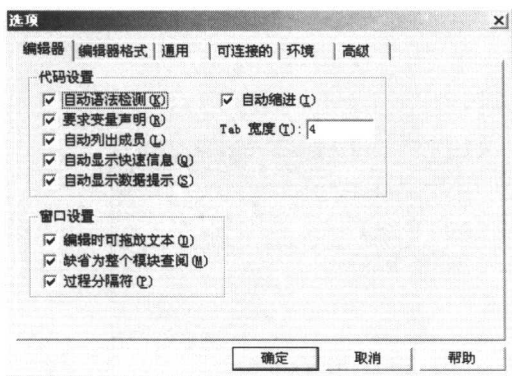 选项
编辑器 编辑器格式 通用 可连接的 环境 高级
代码设置
自动语法检测(K)
自动缩进(I)
要求变量声明(R)
Tab 宽度(T): 4
自动列出成员(L)
自动显示快速信息(Q)
自动显示数据提示(S)
窗口设置
编辑时可拖放文本(D)
缺省为整个模块查阅(M)
过程分隔符(P)
确定 取消 帮助